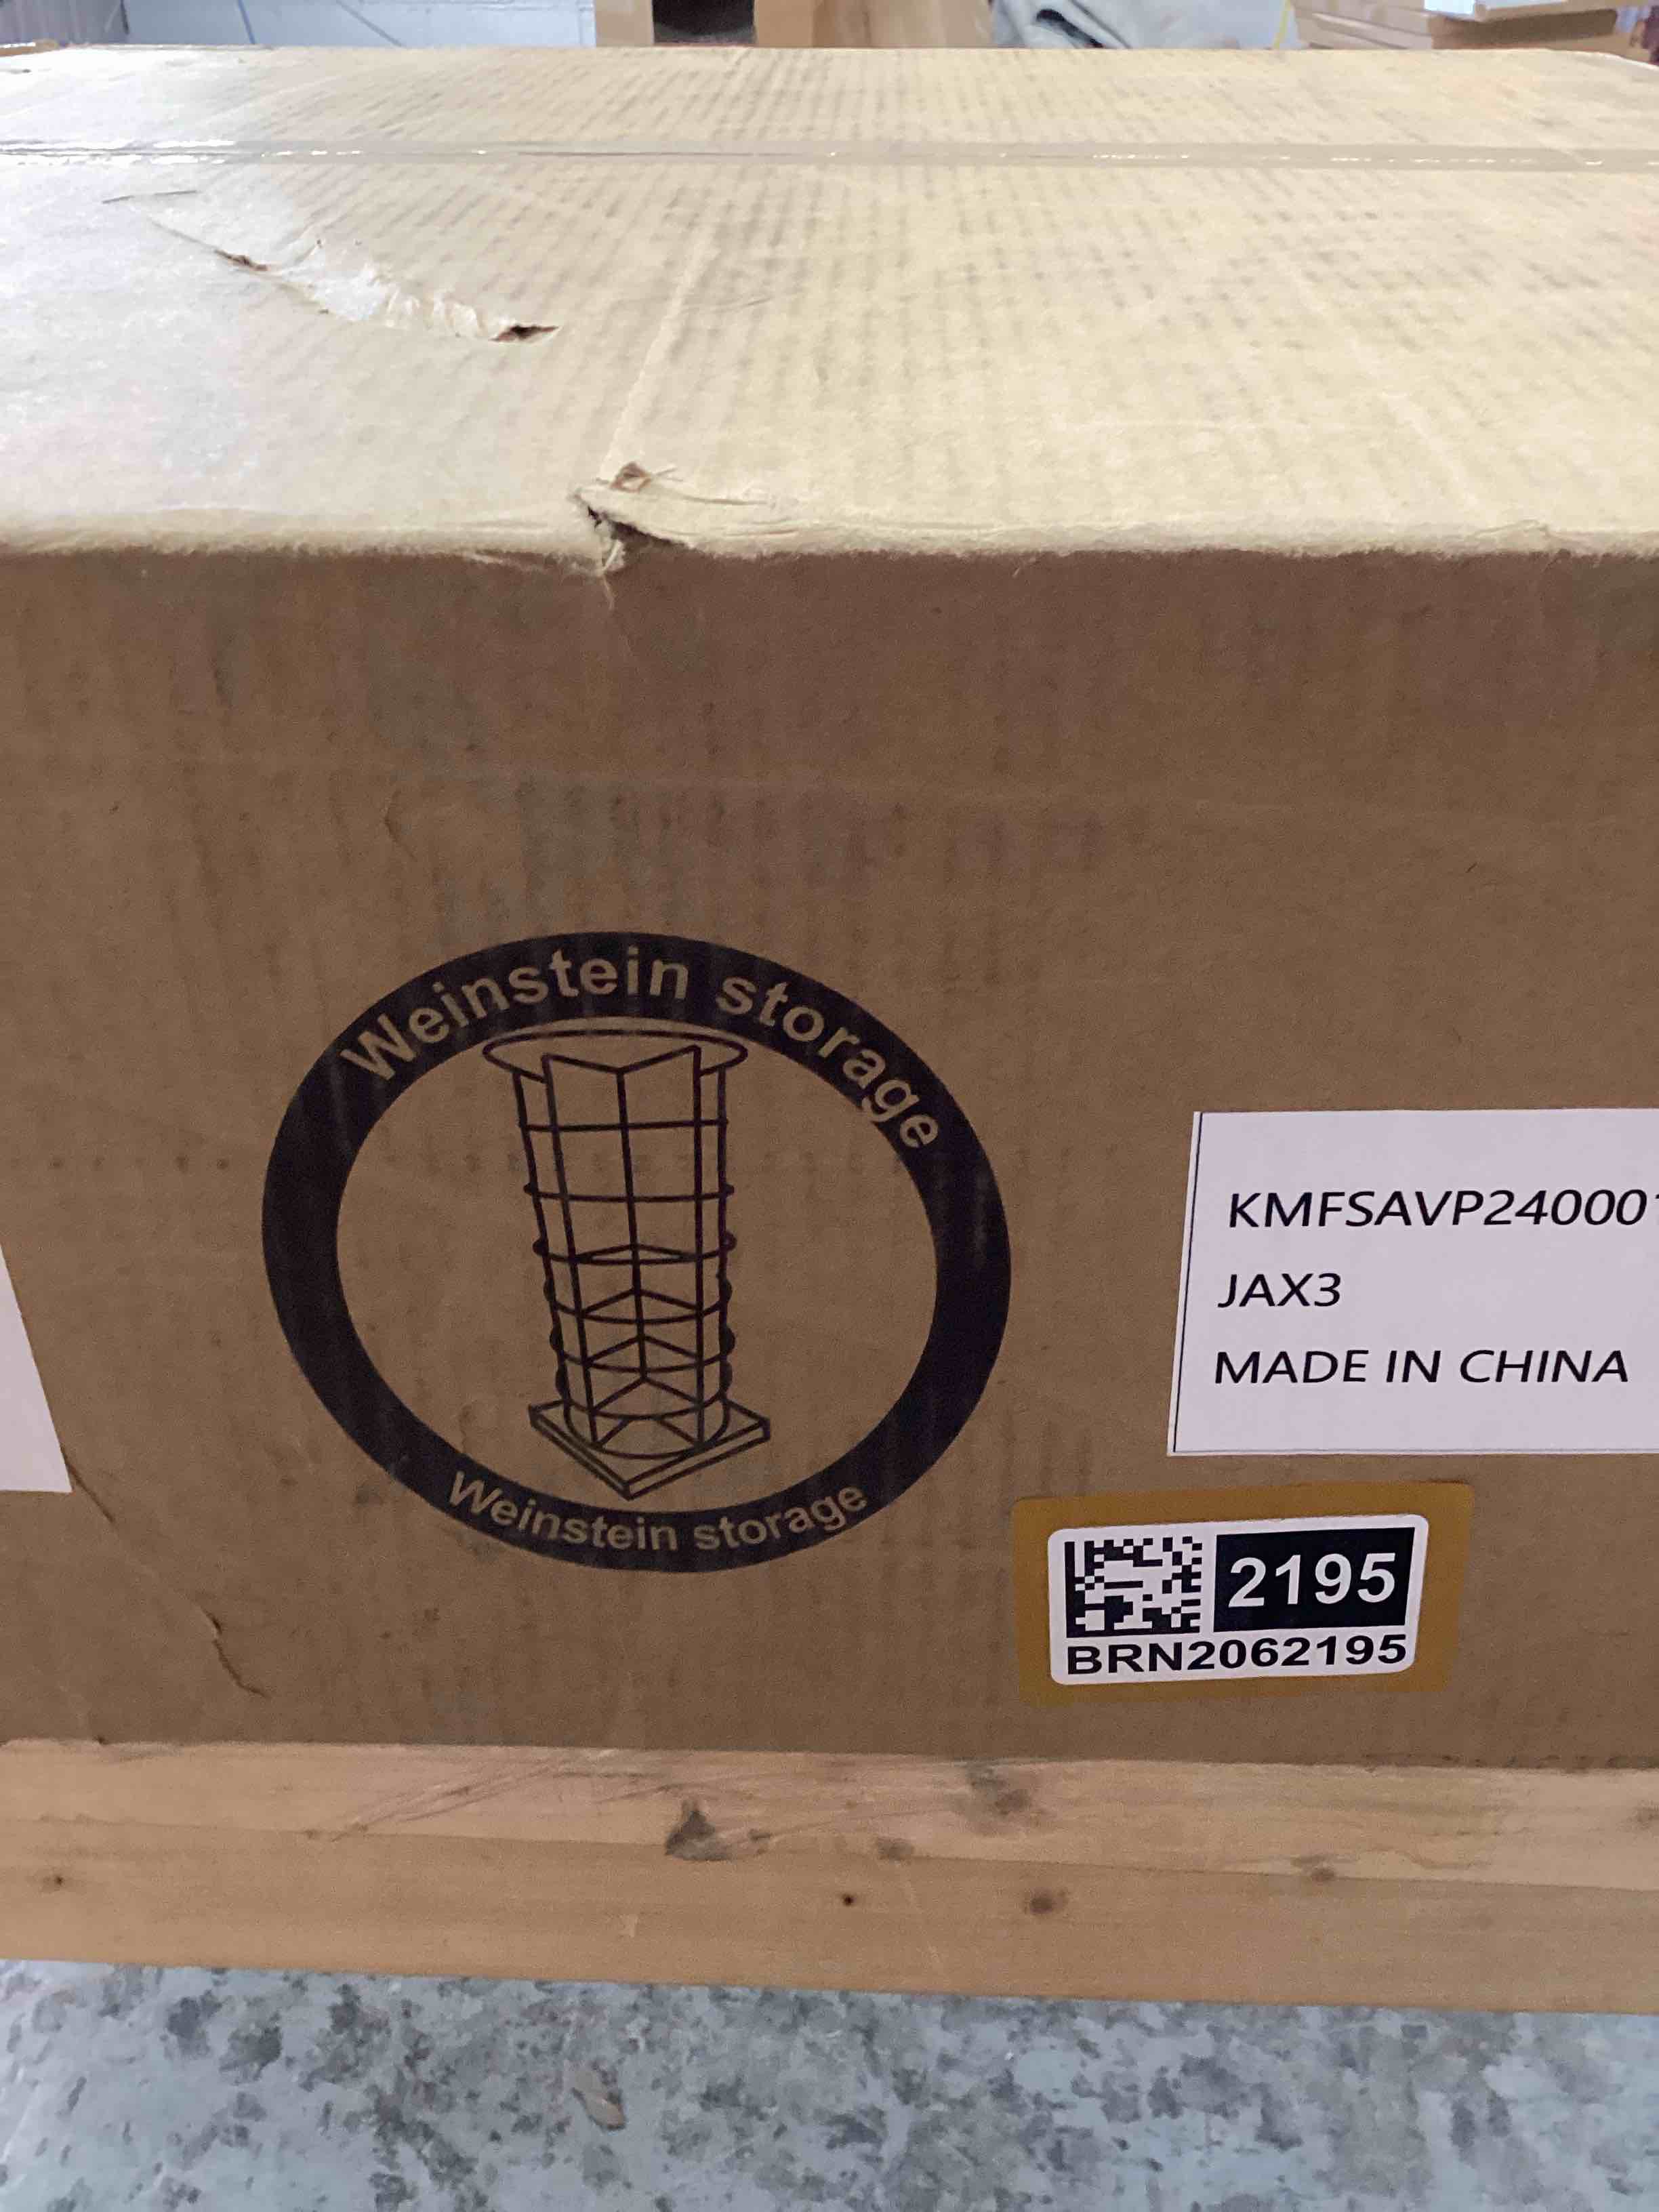 Weinstein storage
Weinstein storage
KMFSAVP24000
JAX3
MADE IN CHINA
2195
BRN2062195